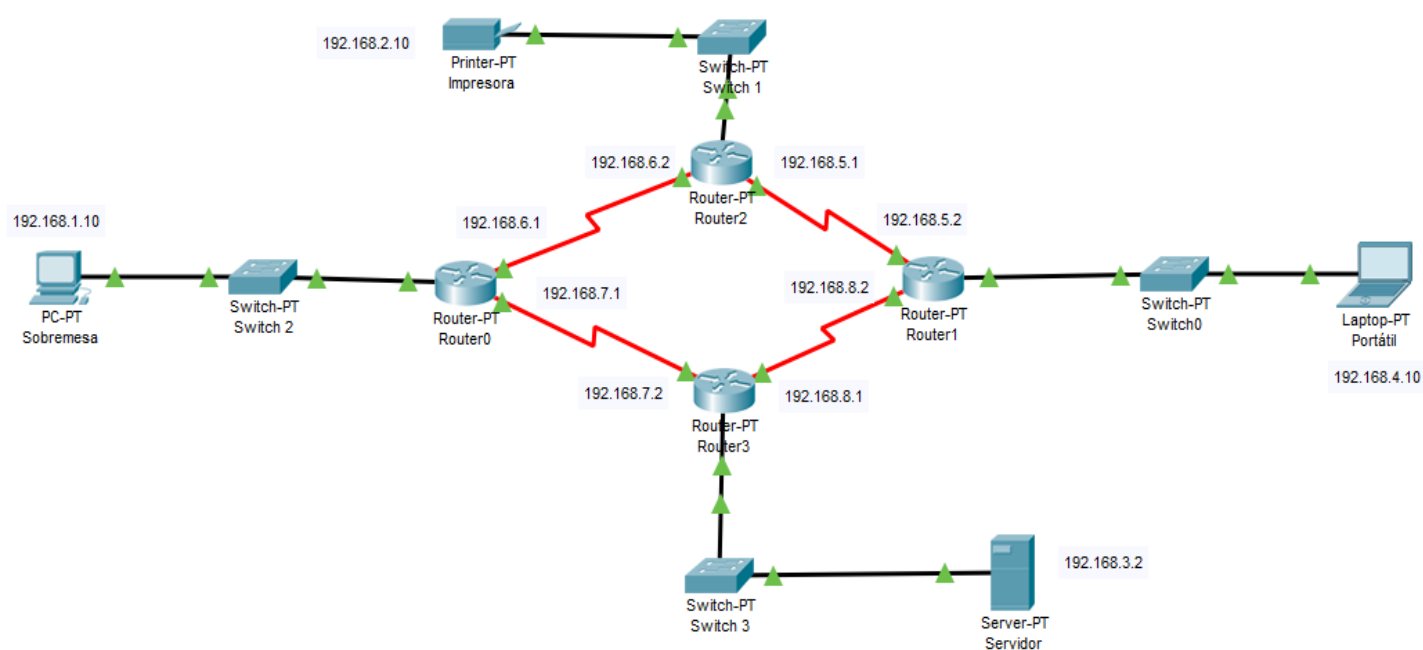 192.168.2.10
Printer-PT
Impresora
Switch-PT
Switch 1
192.168.6.2
192.168.5.1
Router-PT
Router2
192.168.1.10
192.168.6.1
192.168.5.2
PC-PT
Sobremesa
Switch-PT
Switch 2
Router-PT
Router0
192.168.7.1
192.168.8.2
Router-PT
Router1
Switch-PT
Switch0
Laptop-PT
Portátil
192.168.4.10
192.168.7.2
192.168.8.1
Router-PT
Router3
Switch-PT
Switch 3
192.168.3.2
Server-PT
Servidor